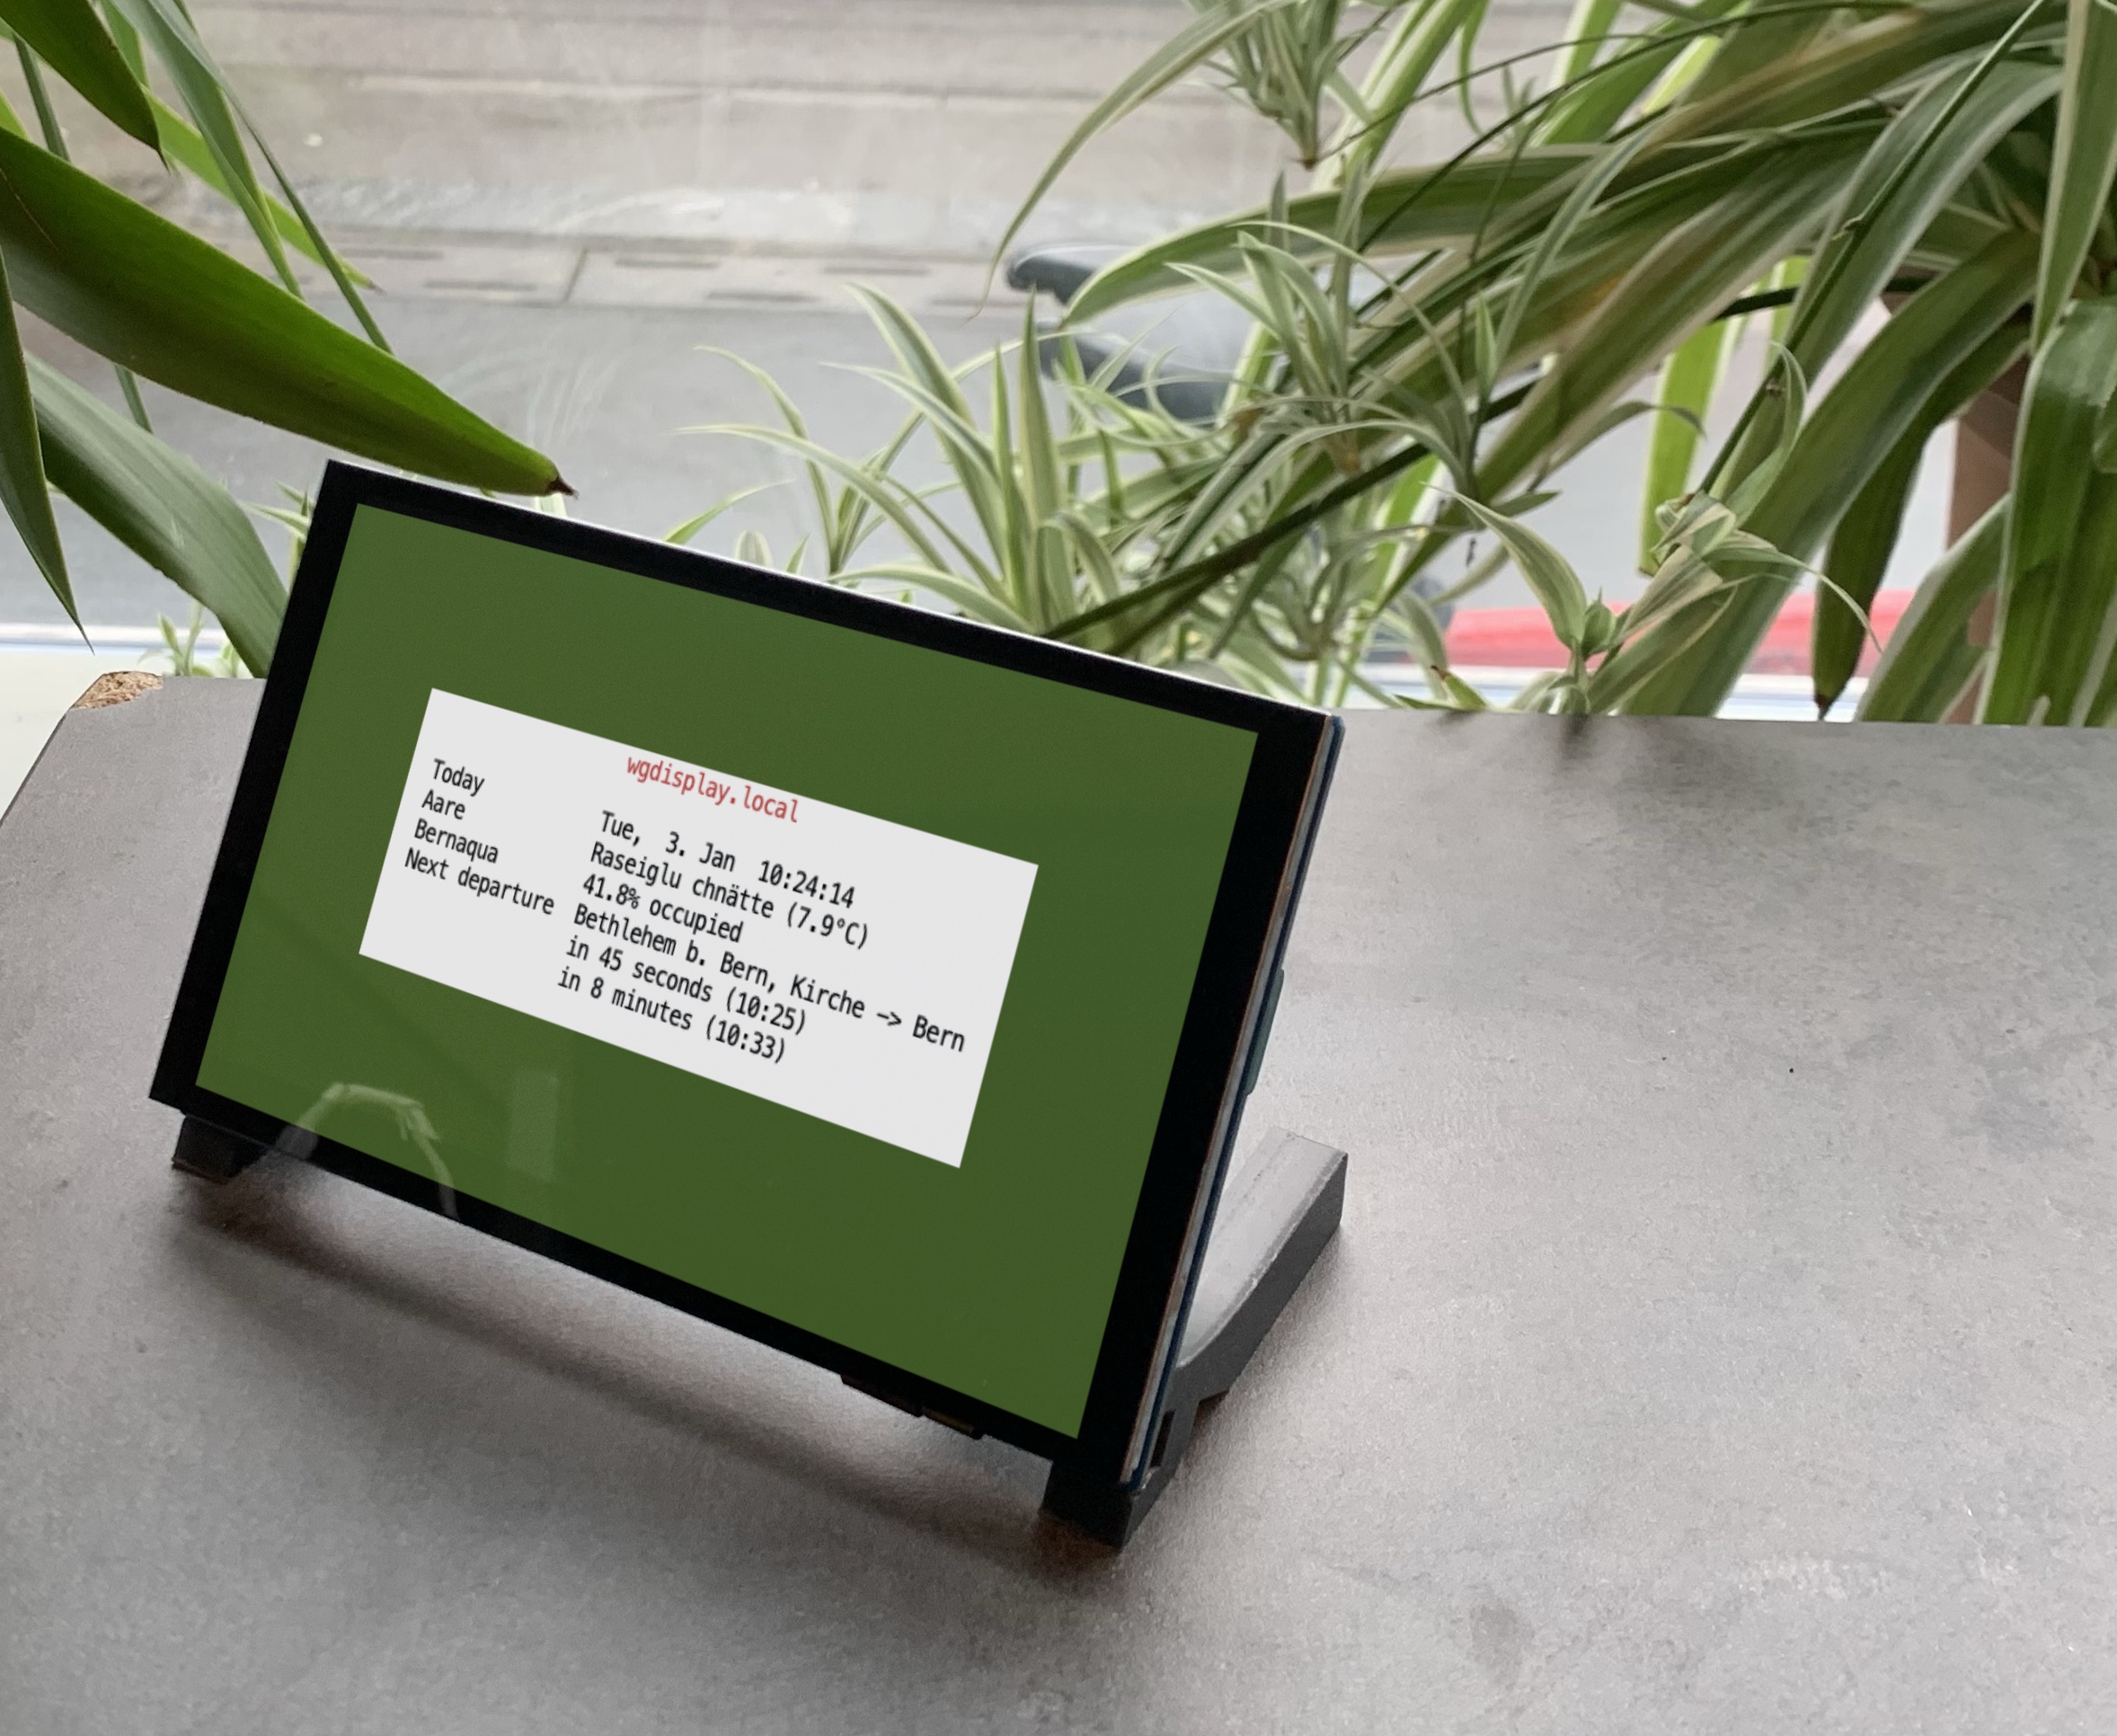 wgdisplay.local
Today Tue,  3. Jan  10:24:14
Aare Raseiglu chnätte (7.9°C)
Bernaqua 41.8% occupied
Next departure Bethlehem b. Bern, Kirche -> Bern
in 45 seconds (10:25)
in 8 minutes (10:33)